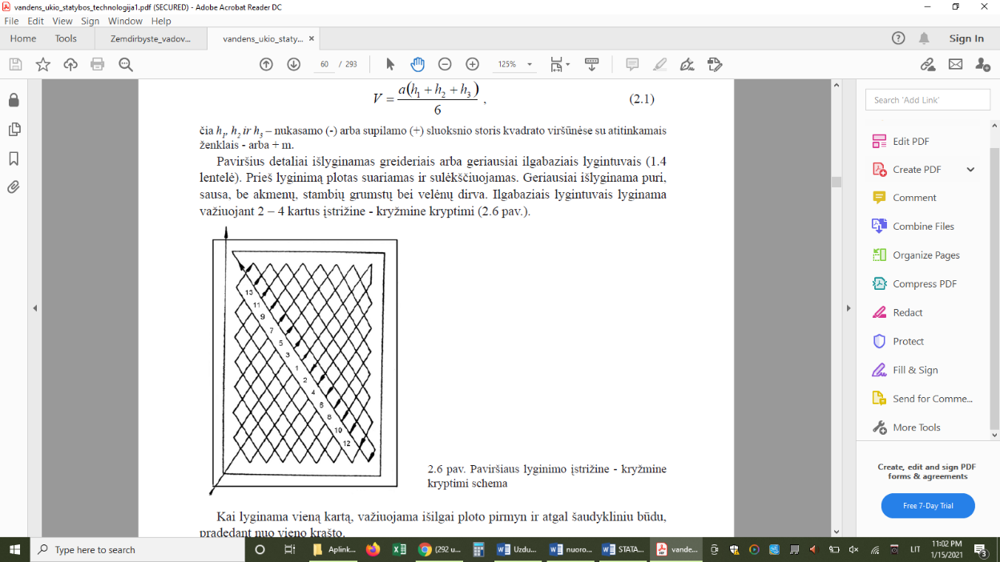 vandens_ukio_statybos_technologija1.pdf (SECURED) - Adobe Acrobat Reader DC
File Edit View Sign Window Help
Home Tools Zemdirbyste_vadov... vandens_ukio_staty... × Sign In
60 / 293 125%
V = a(h1 + h2 + h3) / 6 , (2.1)
čia h1, h2 ir h3 – nukasamo (-) arba supilamo (+) sluoksnio storis kvadrato viršūnėse su atitinkamais
ženklais - arba + m.
Paviršius detaliai išlyginamas greideriais arba geriausiai ilgabaziais lygintuvais (1.4
lentelė). Prieš lyginimą plotas suariamas ir sulėkščiuojamas. Geriausiai išlyginama puri,
sausa, be akmenų, stambių grumstų bei velėnų dirva. Ilgabaziais lygintuvais lyginama
važiuojant 2 – 4 kartus įstrižine - kryžmine kryptimi (2.6 pav.).
13
11
9
7
5
3
1
2
4
6
8
10
12
2.6 pav. Paviršiaus lyginimo įstrižine - kryžmine
kryptimi schema
Kai lyginama vieną kartą, važiuojama išilgai ploto pirmyn ir atgal šaudykliniu būdu,
pradedant nuo vieno krašto.
Search 'Add Link'
Edit PDF
Create PDF
Comment
Combine Files
Organize Pages
Compress PDF
Redact
Protect
Fill & Sign
Send for Comme...
More Tools
Create, edit and sign PDF
forms & agreements
Free 7-Day Trial
Type here to search Aplink... (292 u... Uzdu... nuoro... STATA... vande... LIT 11:02 PM
1/15/2021 3